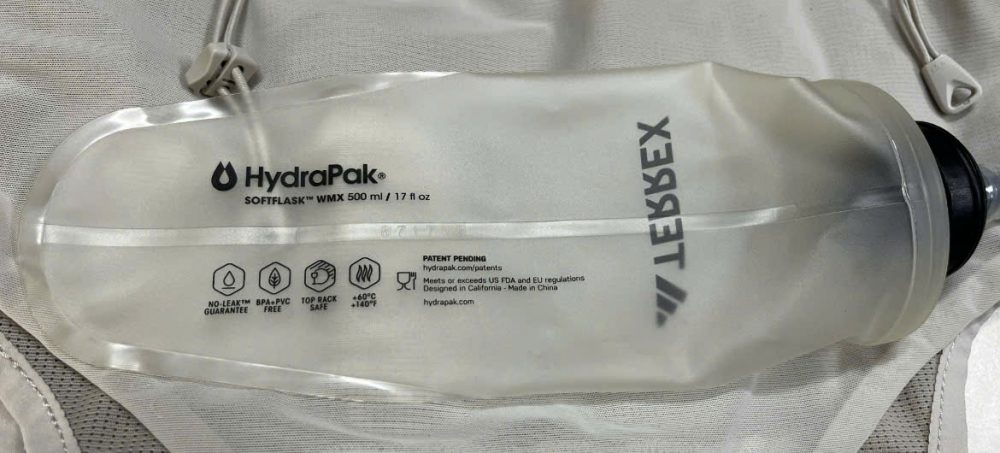 HydraPak®
SOFTFLASK™ WMX 500 ml / 17 fl oz
NO-LEAK™
GUARANTEE
BPA+PVC
FREE
TOP RACK
SAFE
+60°C
+140°F
PATENT PENDING
hydrapak.com/patents
Meets or exceeds US FDA and EU regulations
Designed in California - Made in China
hydrapak.com
TERREX